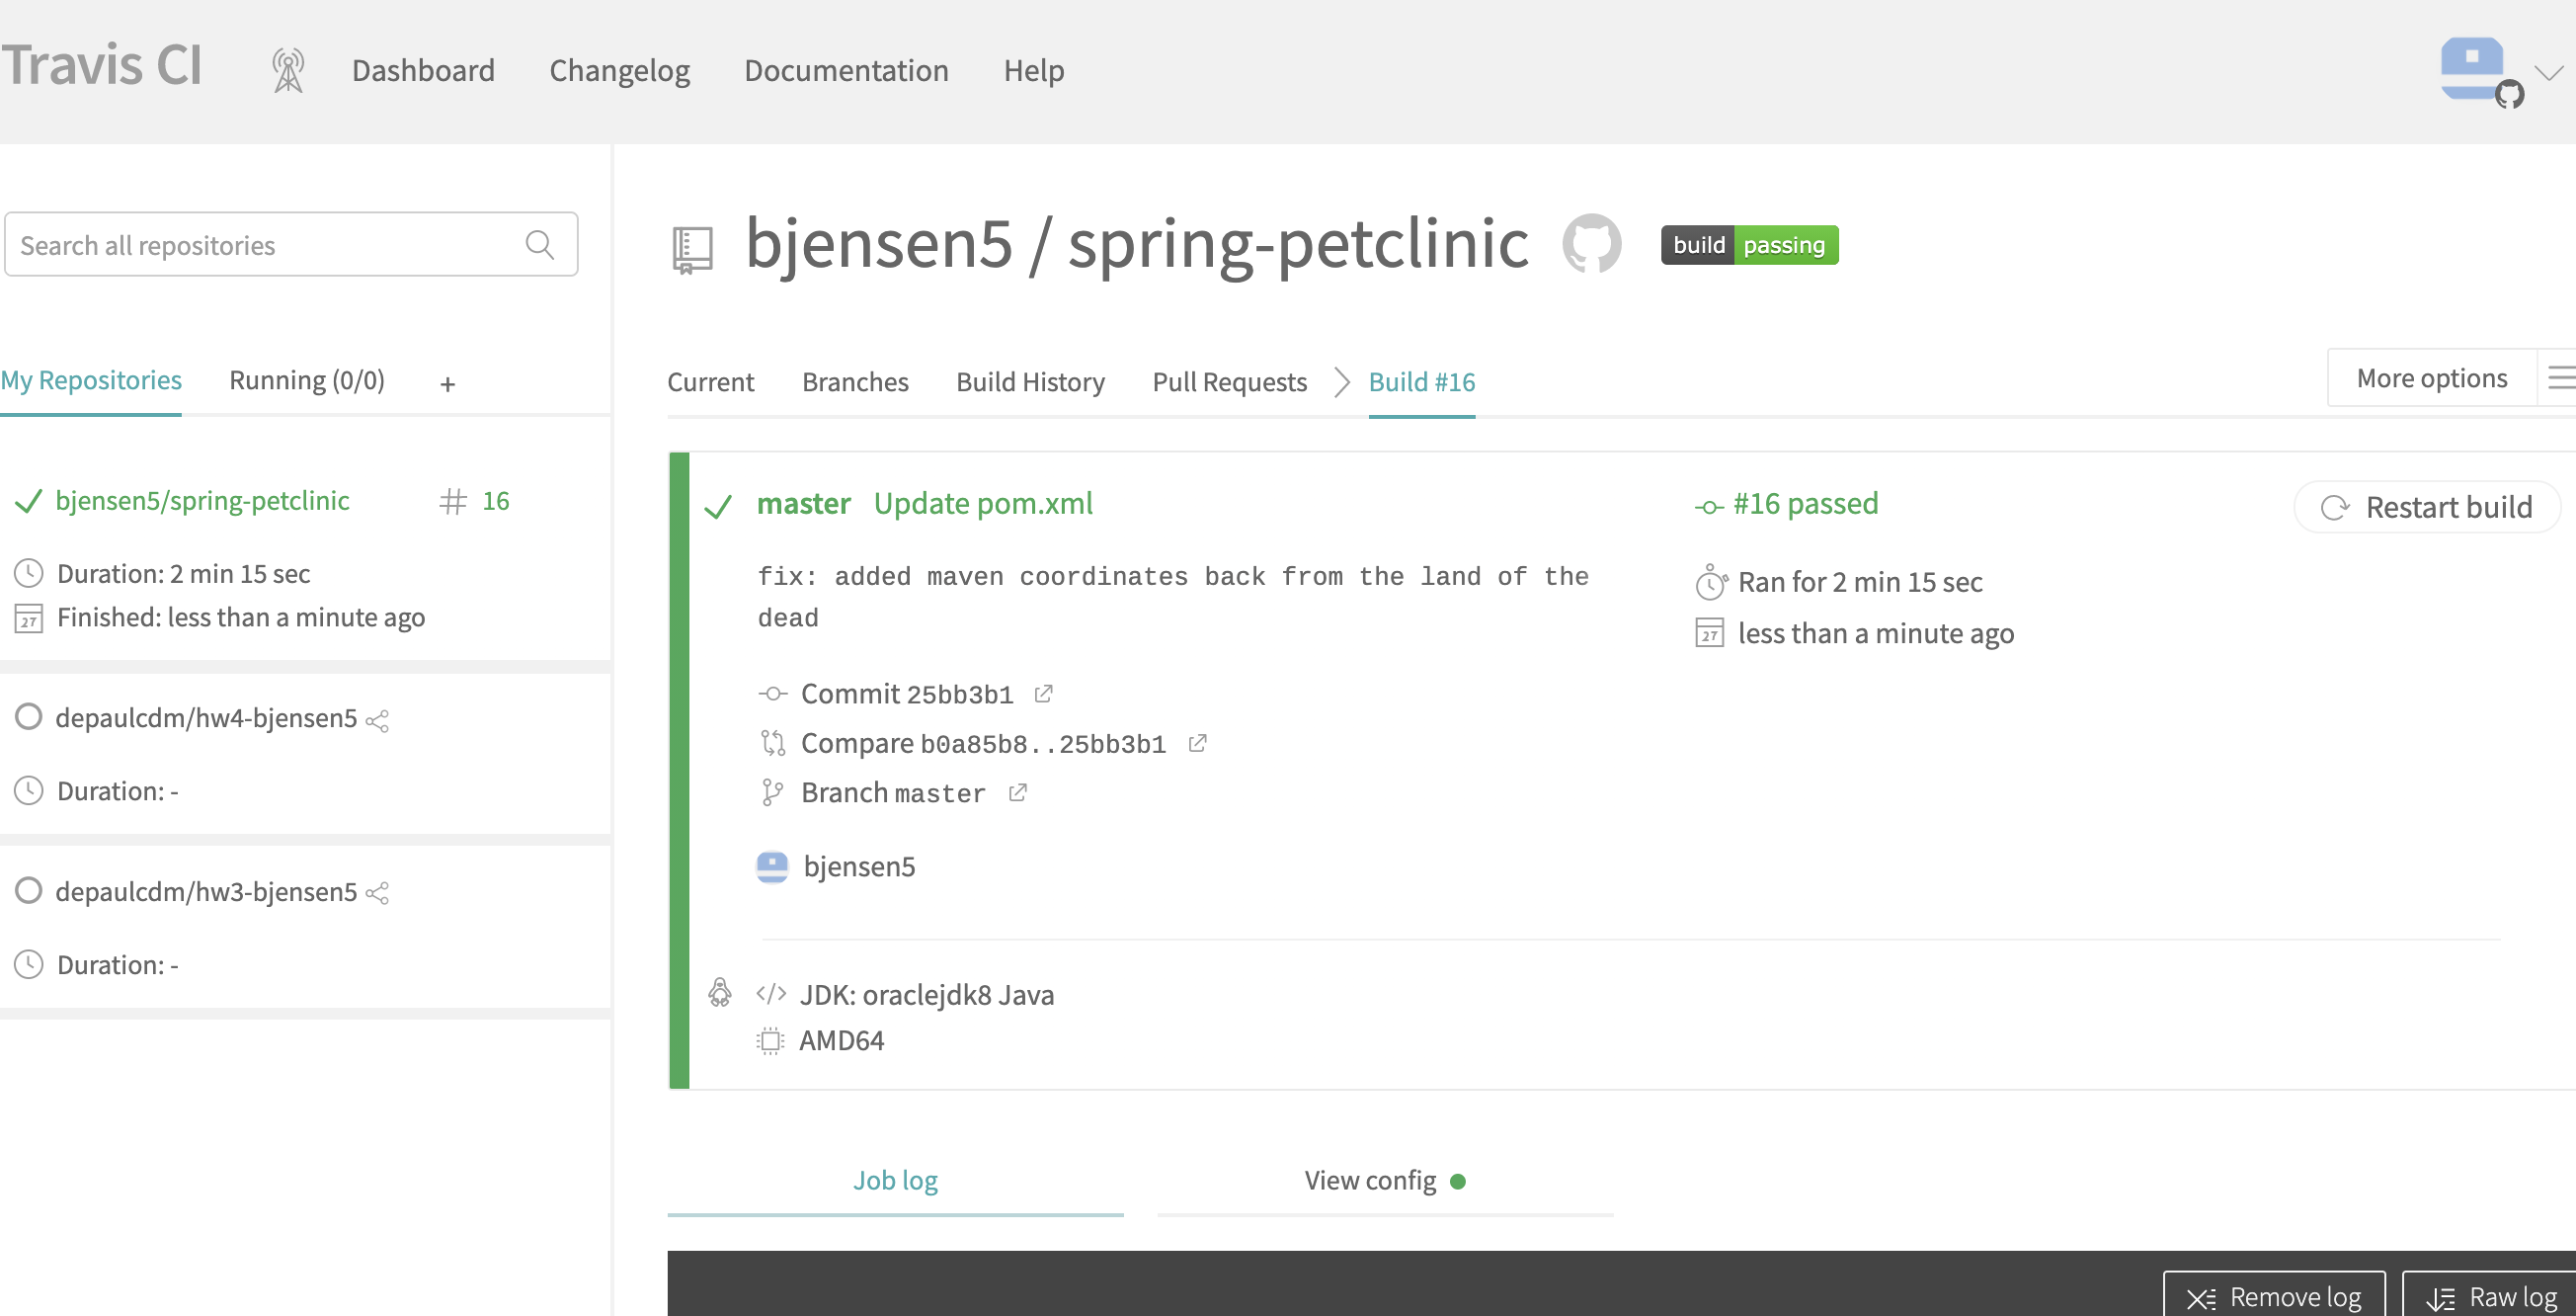 Travis CI
Dashboard
Changelog
Documentation
Help
Search all repositories
My Repositories
Running (0/0)
+
bjensen5/spring-petclinic
# 16
Duration: 2 min 15 sec
27
Finished: less than a minute ago
depaulcdm/hw4-bjensen5
Duration: -
depaulcdm/hw3-bjensen5
Duration: -
bjensen5 / spring-petclinic
build passing
Current
Branches
Build History
Pull Requests
Build #16
More options
master Update pom.xml
fix: added maven coordinates back from the land of the
dead
Commit 25bb3b1
Compare b0a85b8..25bb3b1
Branch master
bjensen5
#16 passed
Ran for 2 min 15 sec
27
less than a minute ago
Restart build
</> JDK: oraclejdk8 Java
AMD64
Job log
View config
Remove log
Raw log